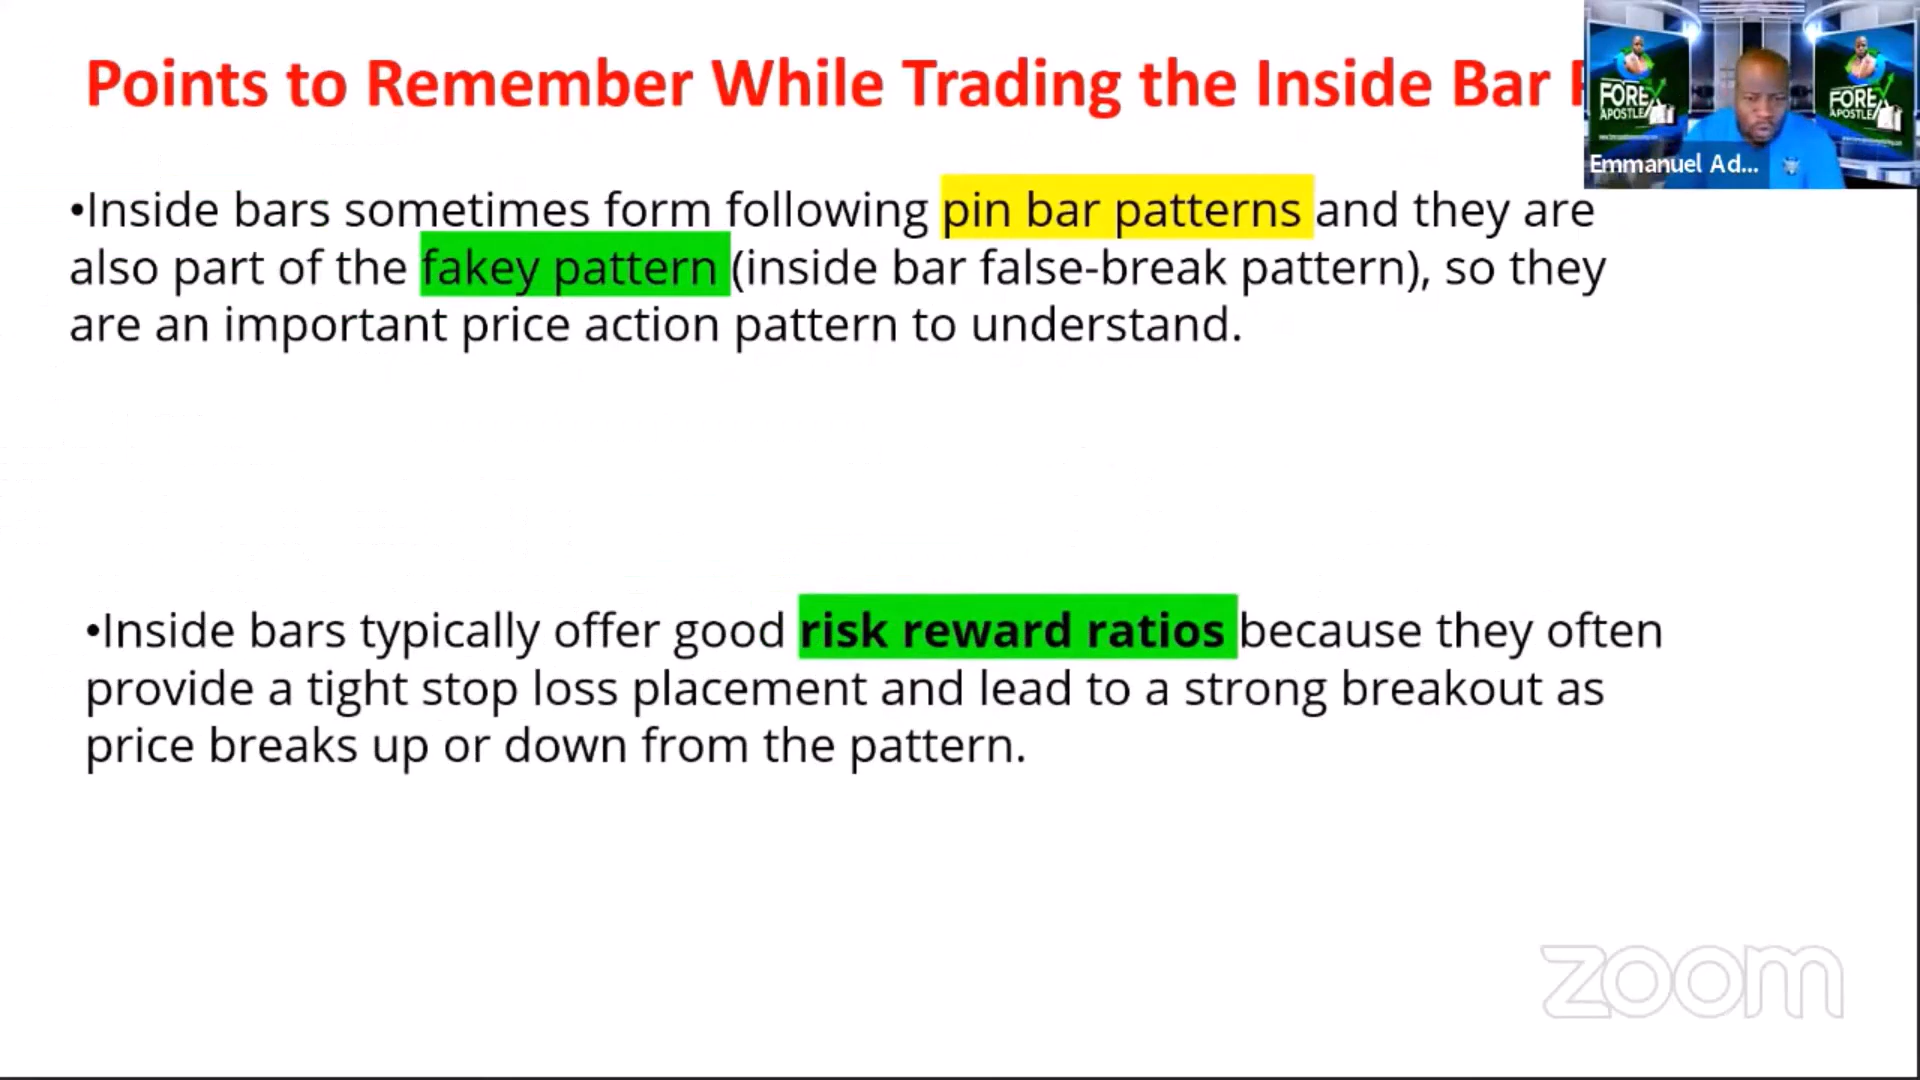 Points to Remember While Trading the Inside Bar
FOREX
APOSTLE
FOREX
APOSTLE
Emmanuel Ad...
•Inside bars sometimes form following pin bar patterns and they are
also part of the fakey pattern (inside bar false-break pattern), so they
are an important price action pattern to understand.
•Inside bars typically offer good risk reward ratios because they often
provide a tight stop loss placement and lead to a strong breakout as
price breaks up or down from the pattern.
zoom